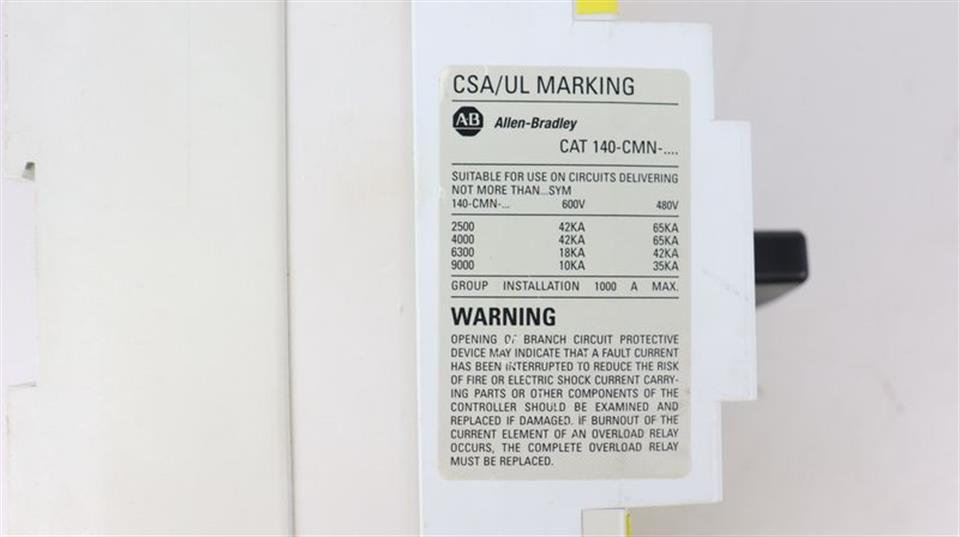 CSA/UL MARKING
A-B Allen-Bradley
CAT 140-CMN-....
SUITABLE FOR USE ON CIRCUITS DELIVERING
NOT MORE THAN...SYM
140-CMN-... 600V 480V
2500 42KA 65KA
4000 42KA 65KA
6300 18KA 42KA
9000 10KA 35KA
GROUP INSTALLATION 1000 A MAX.
WARNING
OPENING OF BRANCH CIRCUIT PROTECTIVE
DEVICE MAY INDICATE THAT A FAULT CURRENT
HAS BEEN INTERRUPTED TO REDUCE THE RISK
OF FIRE OR ELECTRIC SHOCK CURRENT CARRY-
ING PARTS OR OTHER COMPONENTS OF THE
CONTROLLER SHOULD BE EXAMINED AND
REPLACED IF DAMAGED. IF BURNOUT OF THE
CURRENT ELEMENT OF AN OVERLOAD RELAY
OCCURS, THE COMPLETE OVERLOAD RELAY
MUST BE REPLACED.